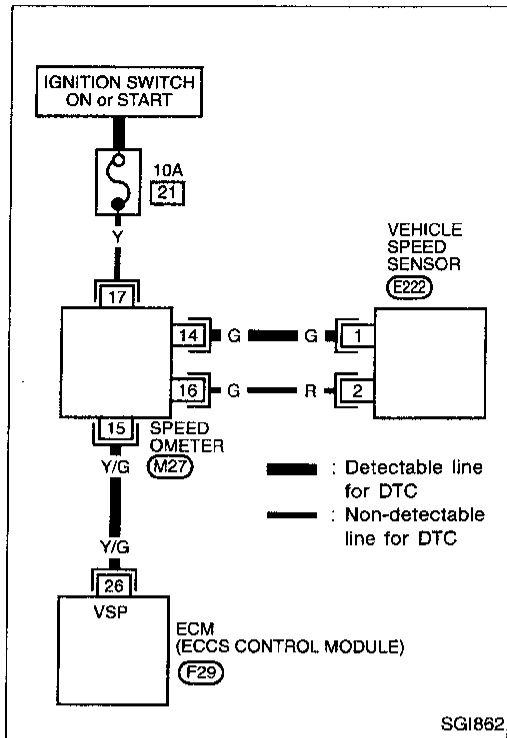 IGNITION SWITCH
ON or START
10A
21
Y
17
VEHICLE
SPEED
SENSOR
E222
14 G G 1
16 G R 2
15 SPEED
OMETER
M27
Y/G
: Detectable line
for DTC
: Non-detectable
line for DTC
Y/G
26
VSP
ECM
(ECCS CONTROL MODULE)
F29
SGI862